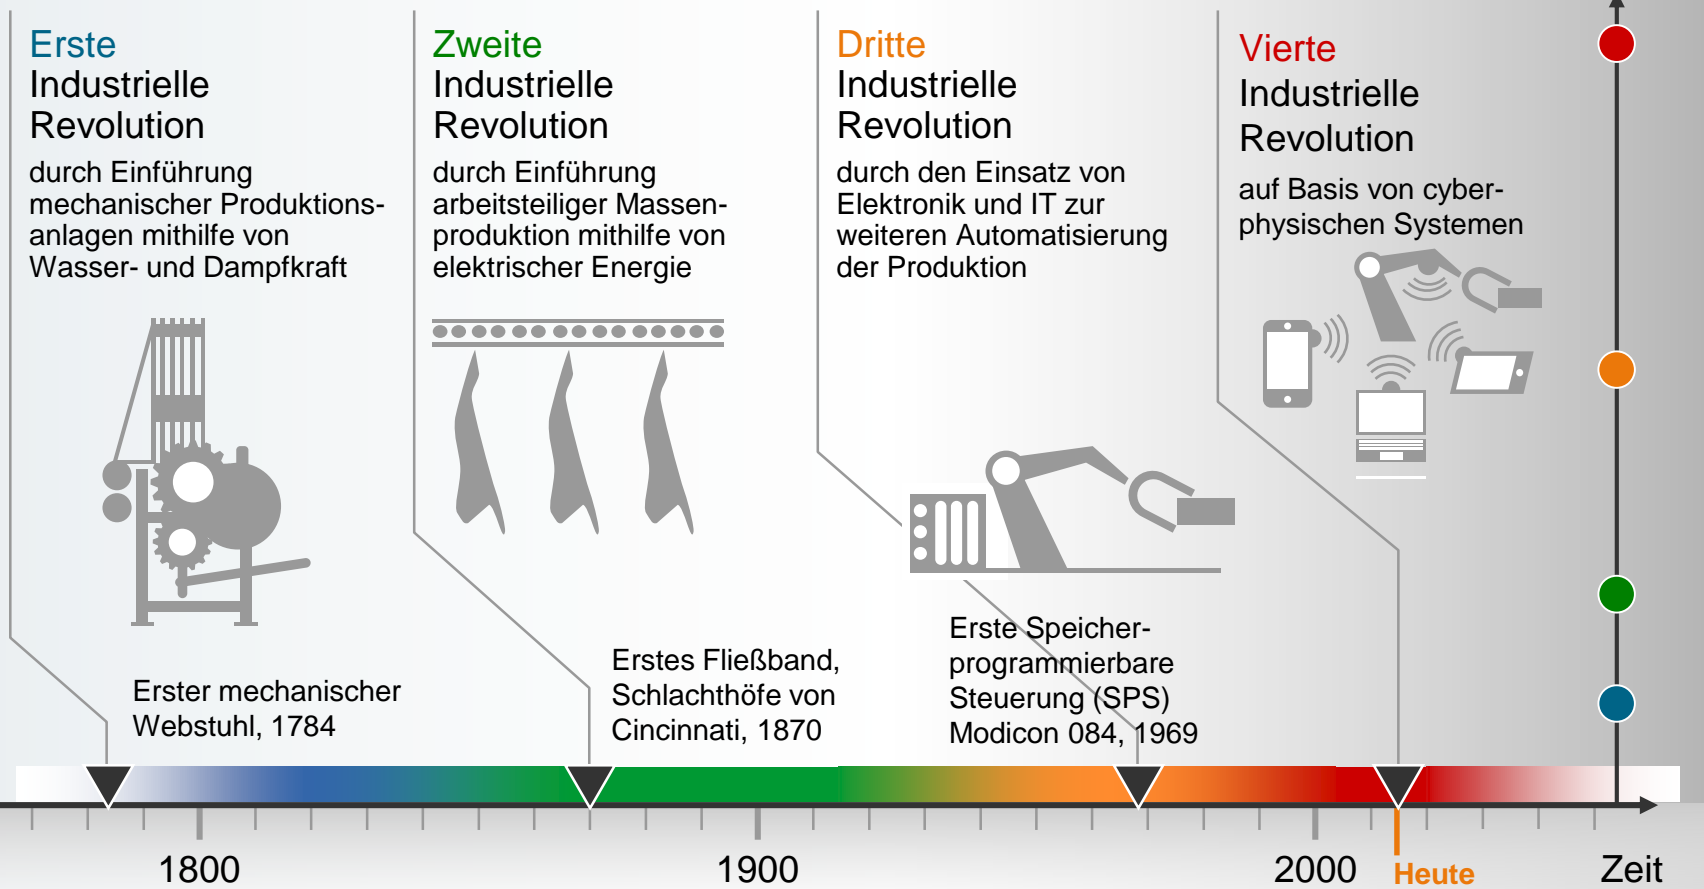 Erste
Industrielle
Revolution
durch Einführung
mechanischer Produktions-
anlagen mithilfe von
Wasser- und Dampfkraft
Erster mechanischer
Webstuhl, 1784
Zweite
Industrielle
Revolution
durch Einführung
arbeitsteiliger Massen-
produktion mithilfe von
elektrischer Energie
Erstes Fließband,
Schlachthöfe von
Cincinnati, 1870
Dritte
Industrielle
Revolution
durch den Einsatz von
Elektronik und IT zur
weiteren Automatisierung
der Produktion
Erste Speicher-
programmierbare
Steuerung (SPS)
Modicon 084, 1969
Vierte
Industrielle
Revolution
auf Basis von cyber-
physischen Systemen
1800
1900
2000
Heute
Zeit